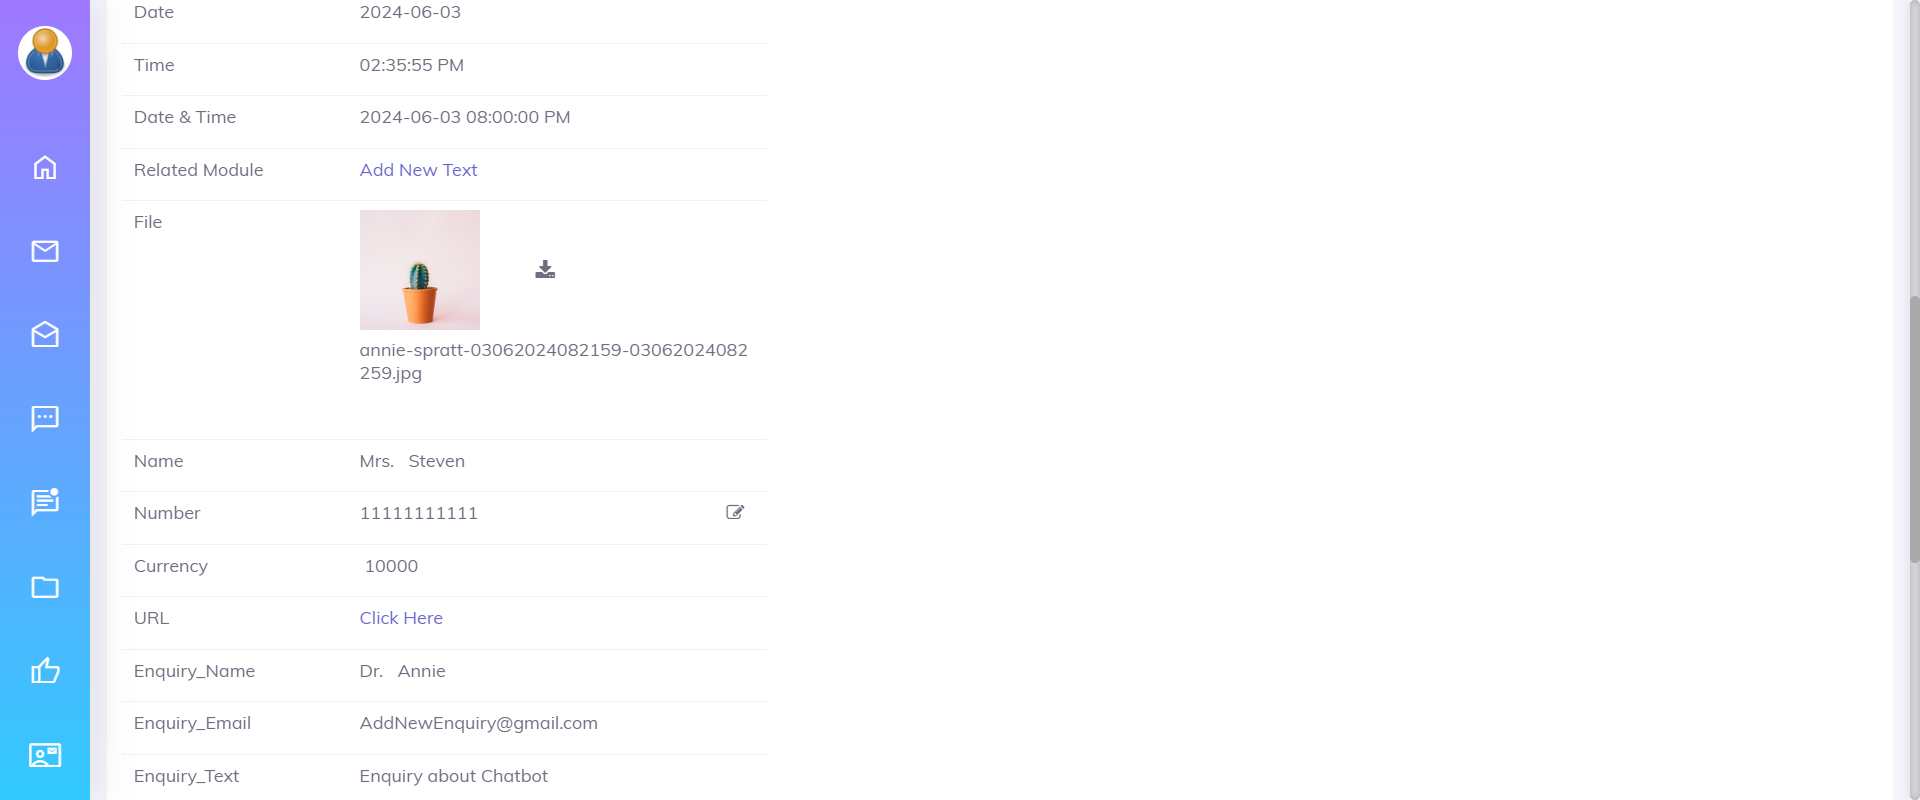 Date 2024-06-03
Time 02:35:55 PM
Date & Time 2024-06-03 08:00:00 PM
Related Module Add New Text
File
annie-spratt-03062024082159-03062024082
259.jpg
Name Mrs. Steven
Number 11111111111
Currency 10000
URL Click Here
Enquiry_Name Dr. Annie
Enquiry_Email AddNewEnquiry@gmail.com
Enquiry_Text Enquiry about Chatbot